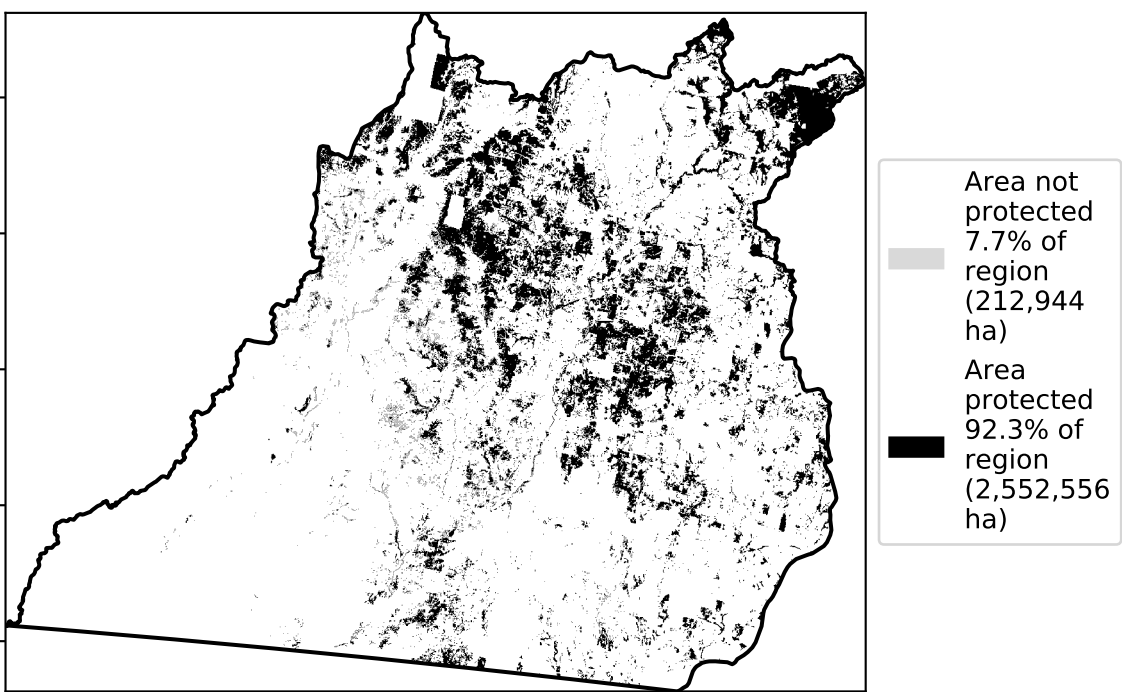 Area not
protected
7.7% of
region
(212,944
ha)
Area
protected
92.3% of
region
(2,552,556
ha)